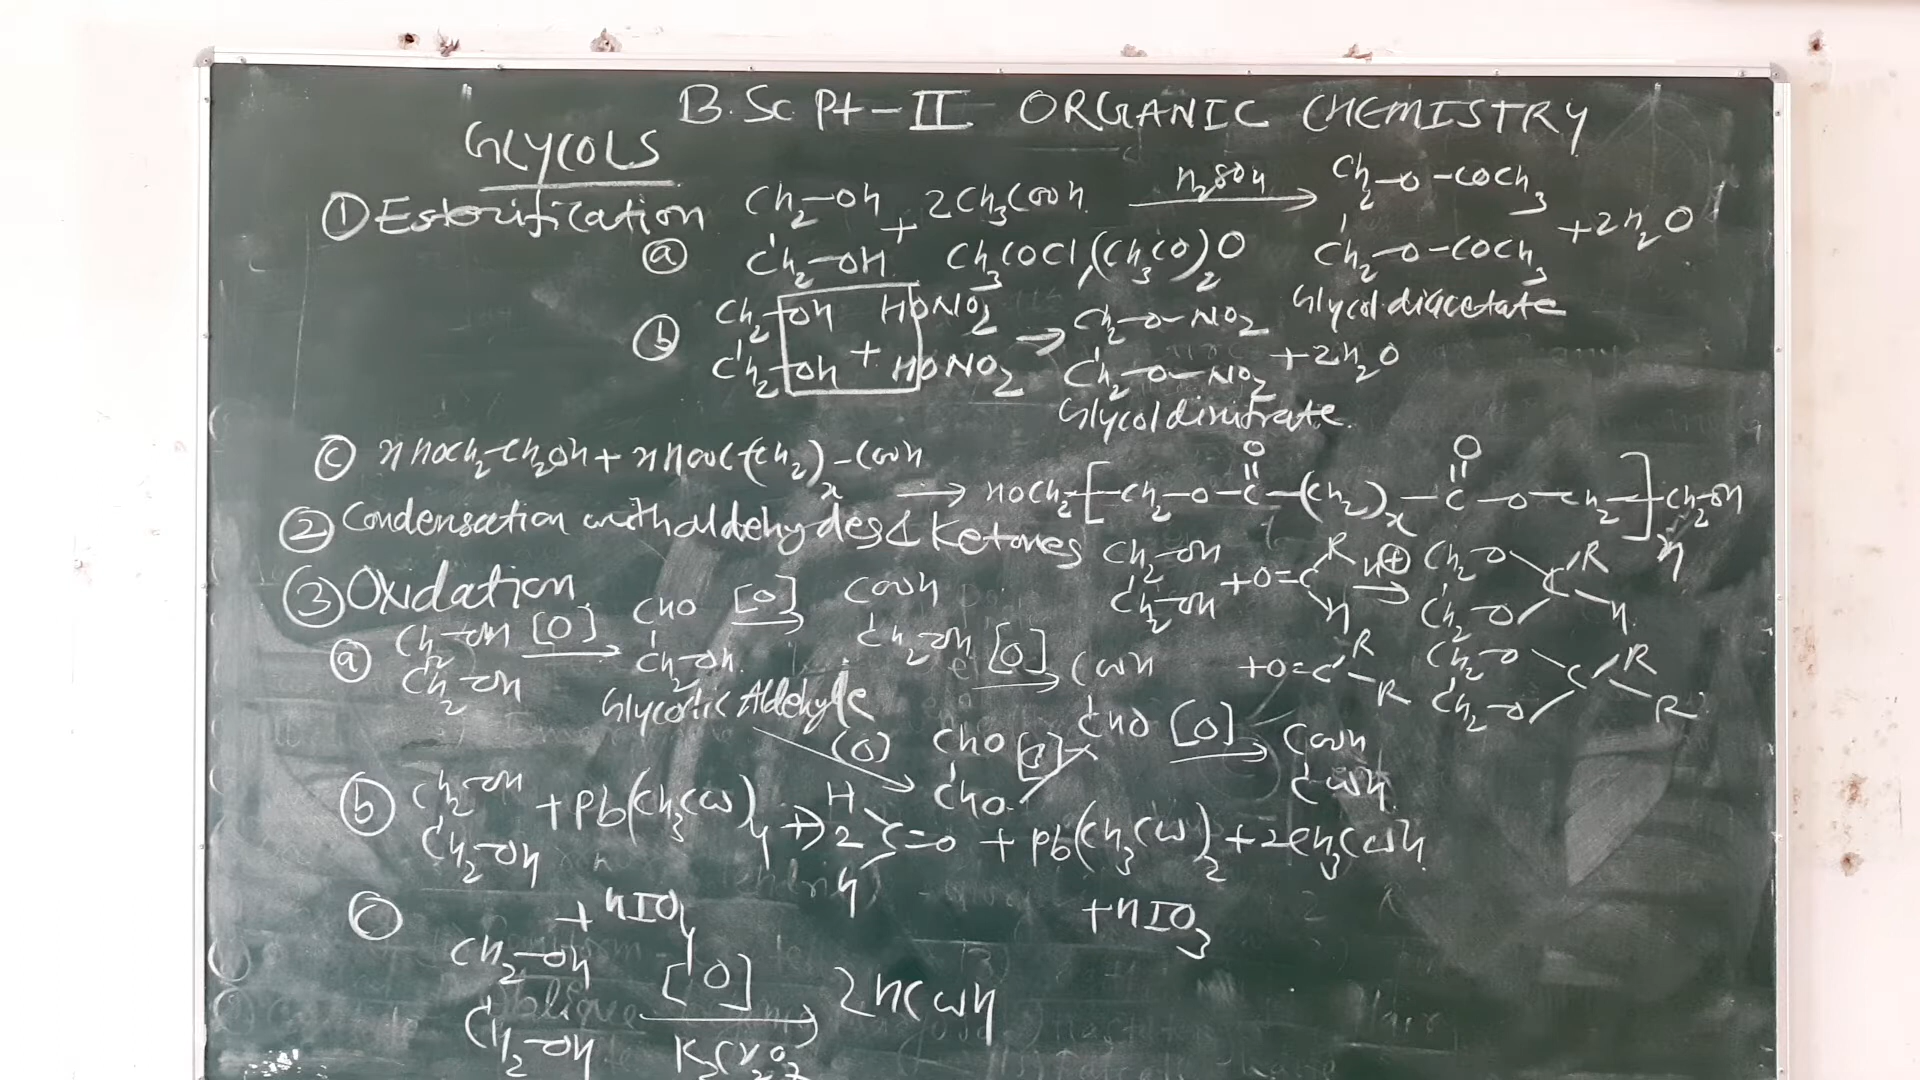 B.Sc. Pt-II ORGANIC CHEMISTRY
GLYCOLS
① Esterification
ⓐ CH2-OH + 2CH3COOH H2SO4 → CH2-O-COCH3 + 2H2O
CH2-OH CH3COCl, (CH3CO)2O CH2-O-COCH3
Glycol diacetate
ⓑ CH2-OH HONO2 → CH2-O-NO2 + 2H2O
CH2-OH + HONO2 CH2-O-NO2
Glycol dinitrate
ⓒ n HOCH2-CH2OH + n HOOC-(CH2)x-COOH
→ HOCH2-[-CH2-O-C(=O)-(CH2)x-C(=O)-O-CH2-]n-CH2OH
② Condensation with aldehydes & Ketones
CH2-OH + O=C R H H⊕ → CH2-O C R
CH2-OH CH2-O H
+O=C R R CH2-O C R
CH2-O R
③ Oxidation
ⓐ CH2-OH [O] → CHO [O] → COOH
CH2-OH CH2-OH CH2-OH [O] → COOH
Glycolic Aldehyde CHO [O] → COOH
(O) CHO [O] COOH
CHO
ⓑ CH2-OH + Pb(CH3COO)4 → 2 H C=O + Pb(CH3COO)2 + 2CH3COOH
CH2-OH H
ⓒ + HIO4 + HIO3
CH2-OH [O] 2HCOOH
CH2-OH K2Cr2O7